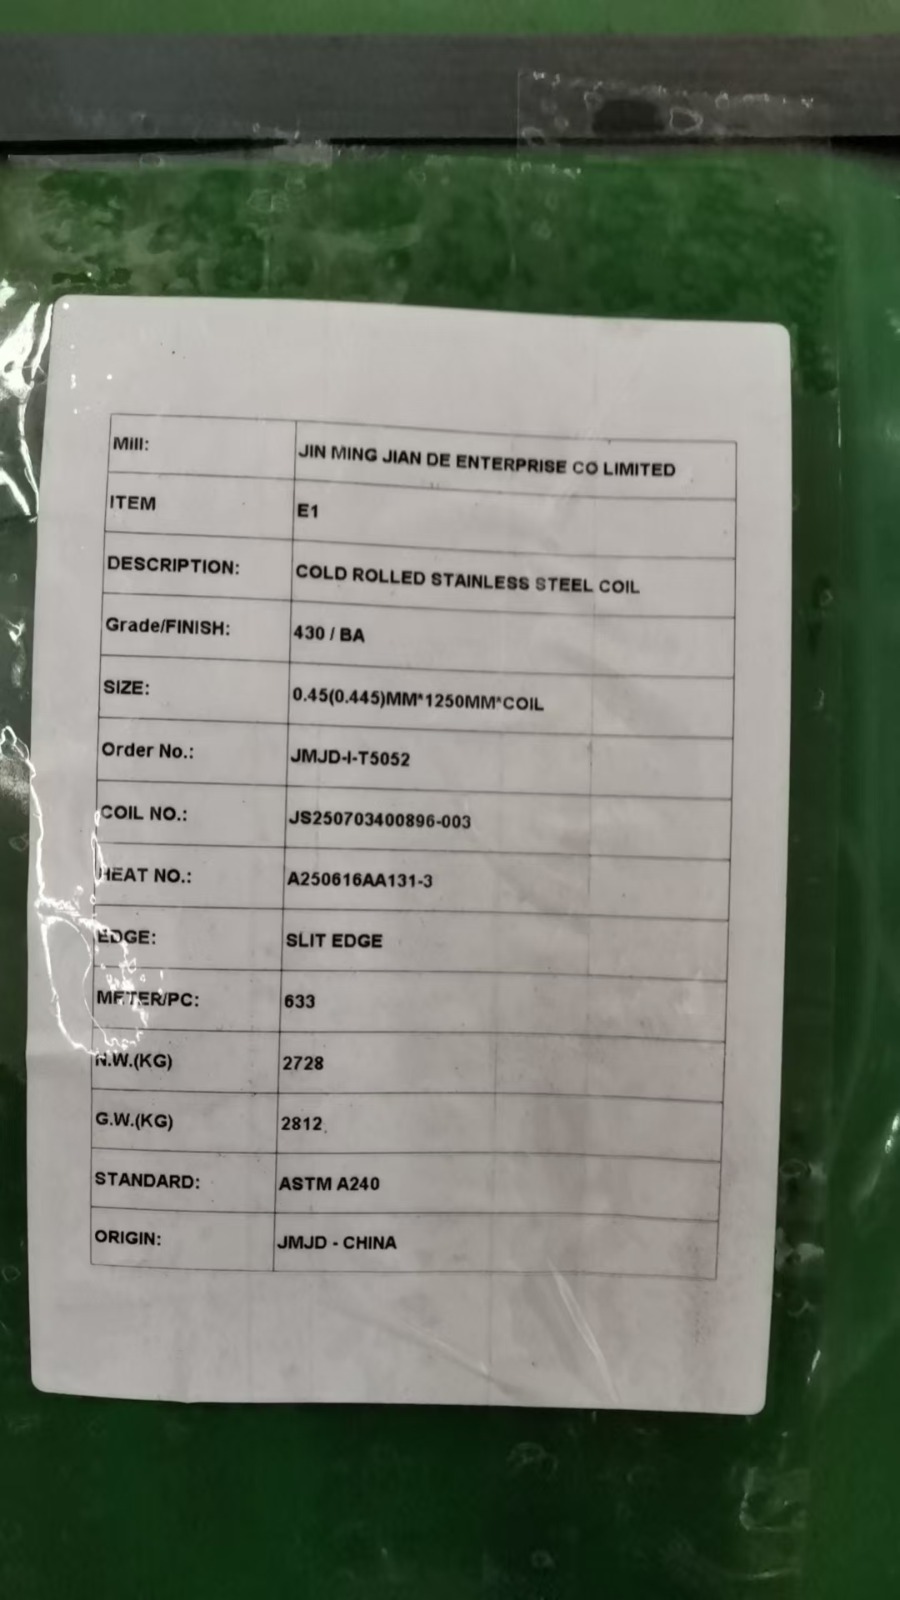 Mill: JIN MING JIAN DE ENTERPRISE CO LIMITED
ITEM E1
DESCRIPTION: COLD ROLLED STAINLESS STEEL COIL
Grade/FINISH: 430 / BA
SIZE: 0.45(0.445)MM*1250MM*COIL
Order No.: JMJD-I-T5052
COIL NO.: JS250703400896-003
HEAT NO.: A250616AA131-3
EDGE: SLIT EDGE
METER/PC: 633
N.W.(KG) 2728
G.W.(KG) 2812
STANDARD: ASTM A240
ORIGIN: JMJD - CHINA